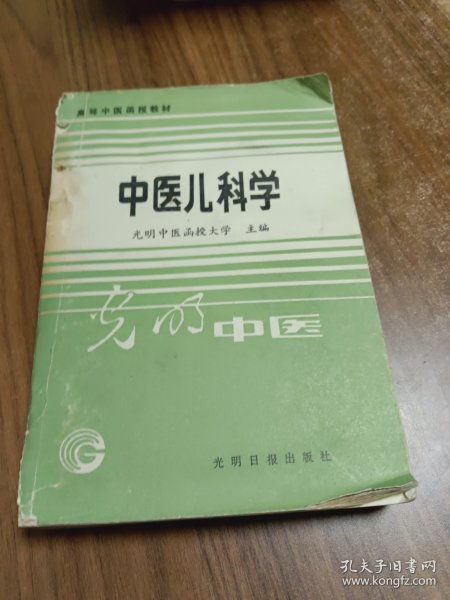 高等中医函授教材
中医儿科学
光明中医函授大学 主编
光明中医
光明日报出版社
孔夫子旧书网
www.kongfz.com